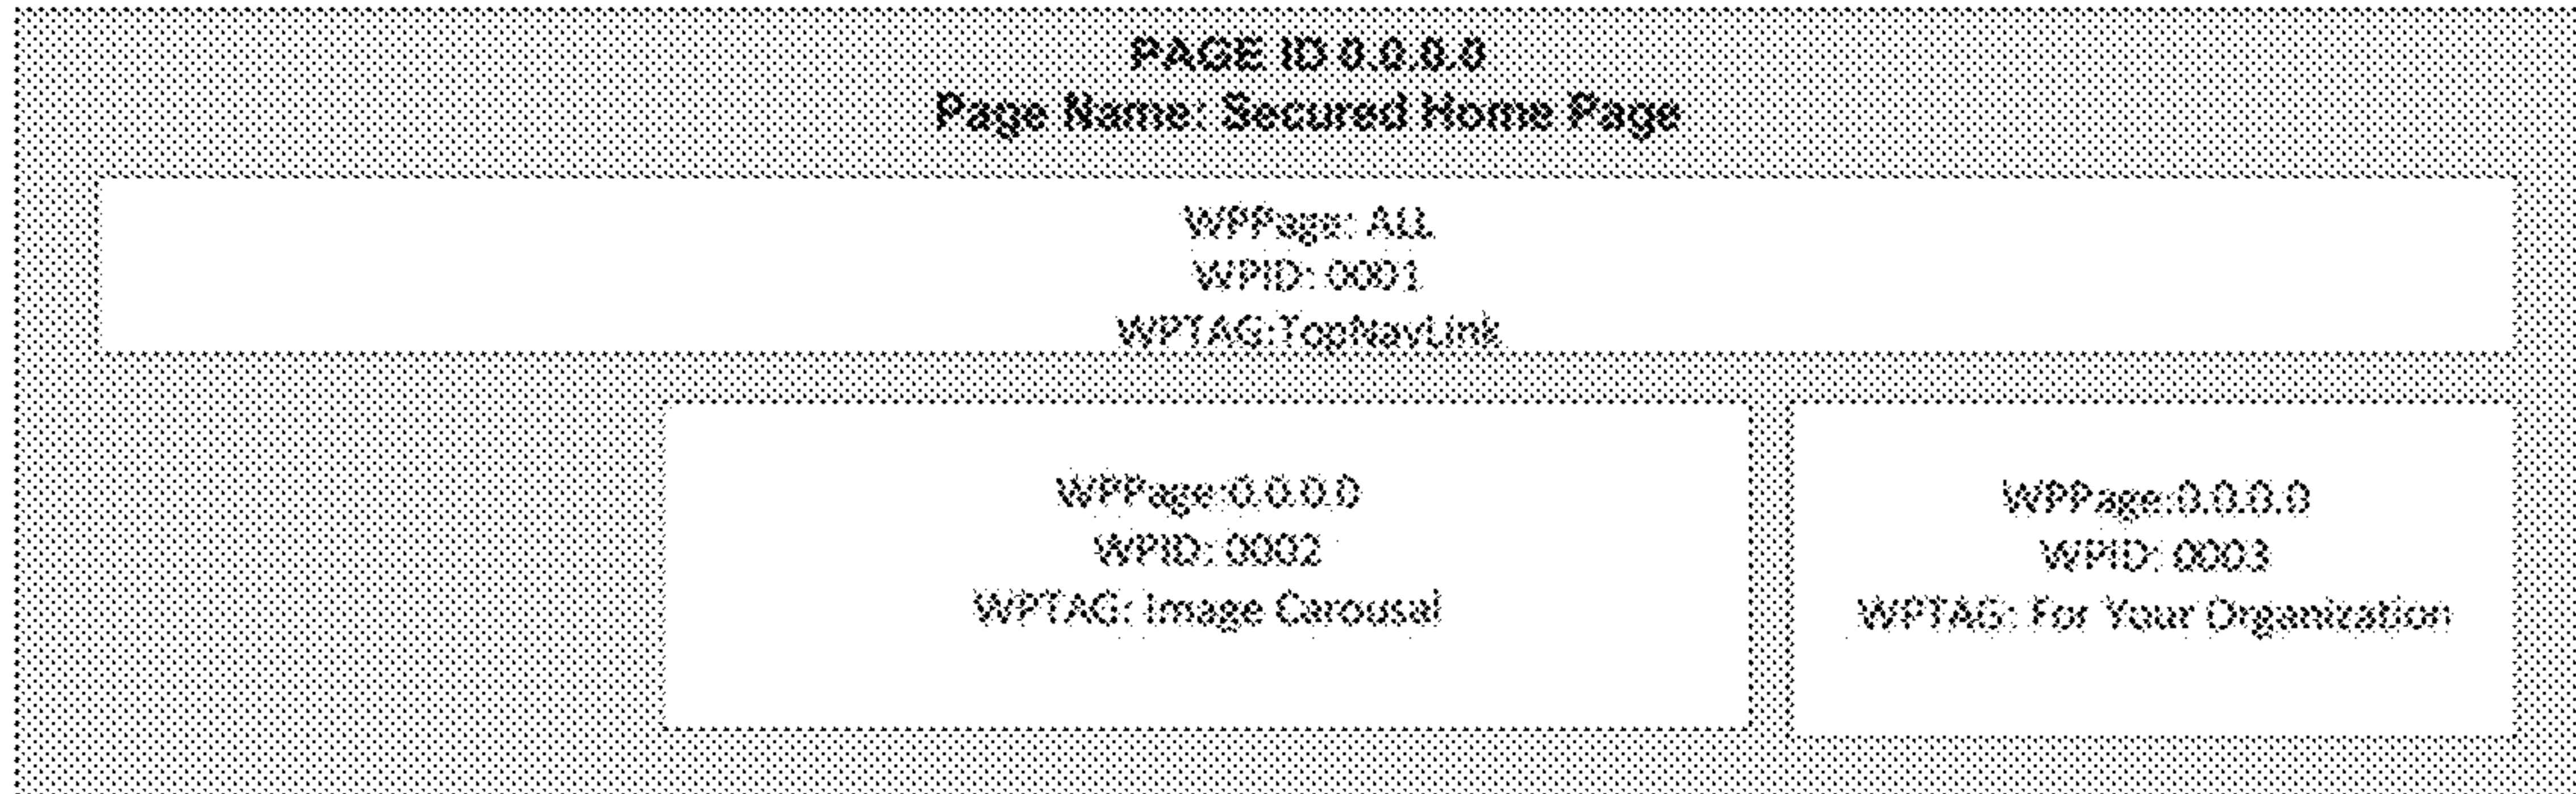 PAGE ID 0.0.0.0
Page Name: Secured Home Page
WPPage: ALL
WPID: 0001
WPTAG:TopNavLink
WPPage:0.0.0.0
WPID: 0002
WPTAG: Image Carousal
WPPage:0.0.0.0
WPID: 0003
WPTAG: For Your Organization